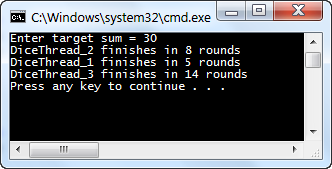 C:\Windows\system32\cmd.exe
Enter target sum = 30
DiceThread_2 finishes in 8 rounds
DiceThread_1 finishes in 5 rounds
DiceThread_3 finishes in 14 rounds
Press any key to continue . . .